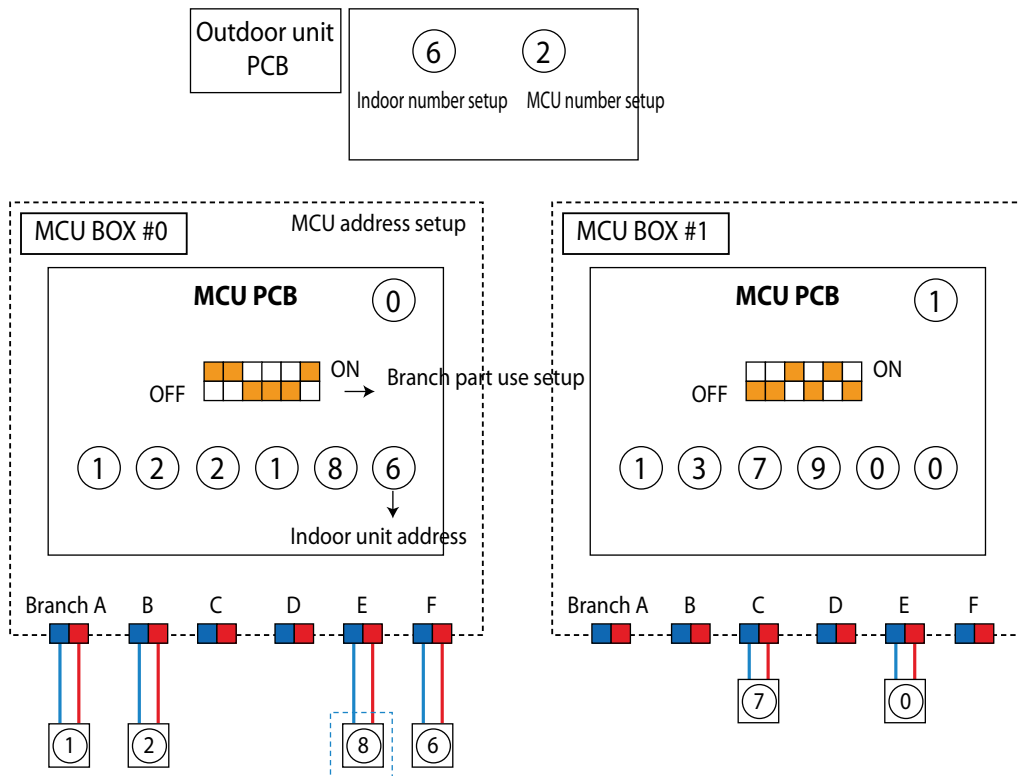 Outdoor unit
PCB
6 2
Indoor number setup MCU number setup
MCU BOX #0 MCU address setup
MCU PCB 0
ON
OFF
Branch part use setup
1 2 2 1 8 6
Indoor unit address
Branch A B C D E F
1 2 8 6
MCU BOX #1
MCU PCB 1
ON
OFF
1 3 7 9 0 0
Branch A B C D E F
7 0